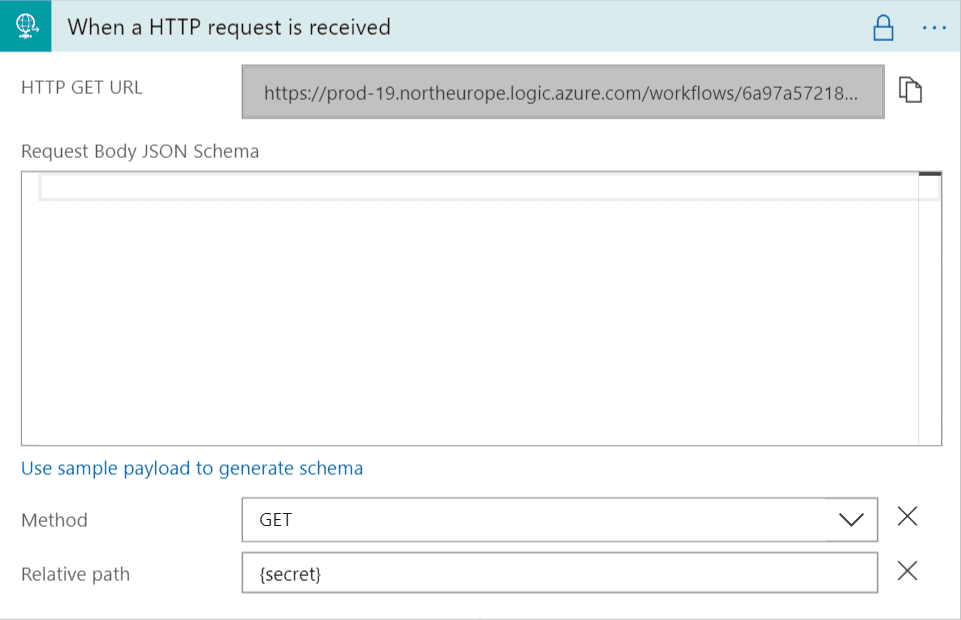 When a HTTP request is received
HTTP GET URL
https://prod-19.northeurope.logic.azure.com/workflows/6a97a57218...
Request Body JSON Schema
Use sample payload to generate schema
Method
GET
Relative path
{secret}